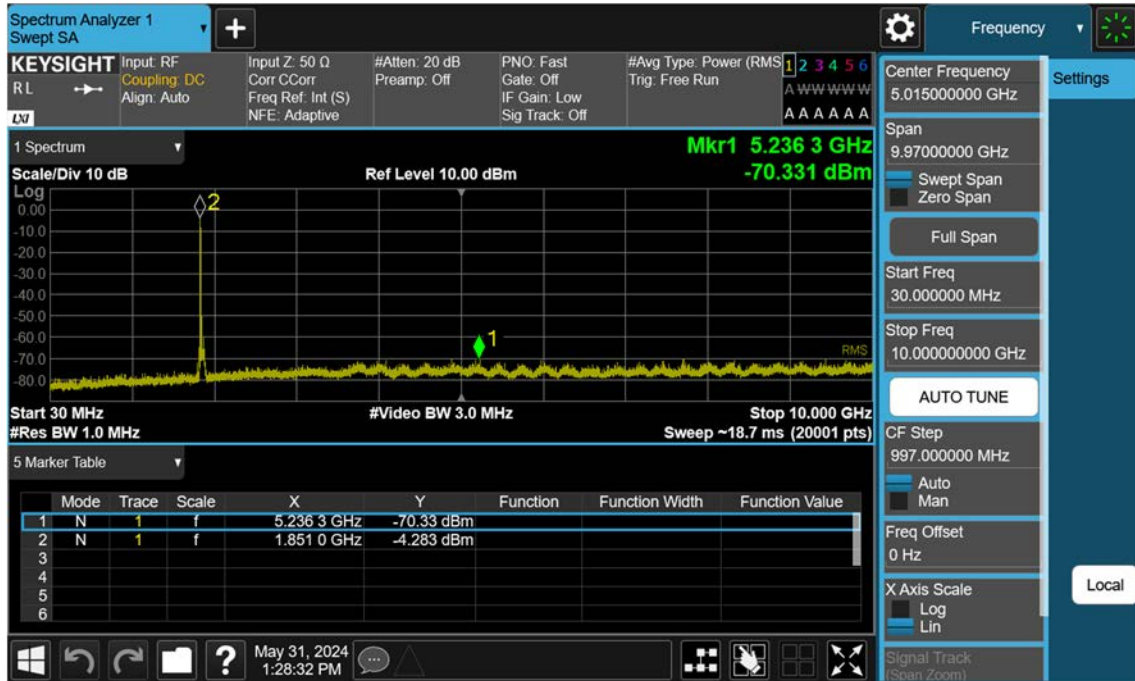 Spectrum Analyzer 1
Swept SA
Frequency
KEYSIGHT
R L
LXI
Input: RF
Coupling: DC
Align: Auto
Input Z: 50 Ω
Corr CCorr
Freq Ref: Int (S)
NFE: Adaptive
#Atten: 20 dB
Preamp: Off
PNO: Fast
Gate: Off
IF Gain: Low
Sig Track: Off
#Avg Type: Power (RMS
Trig: Free Run
1 2 3 4 5 6
A W W W W W
A A A A A A
1 Spectrum
Scale/Div 10 dB
Ref Level 10.00 dBm
Mkr1 5.236 3 GHz
-70.331 dBm
Log
0.00
-10.0
-20.0
-30.0
-40.0
-50.0
-60.0
-70.0
-80.0
2
1
RMS
Start 30 MHz
#Video BW 3.0 MHz
Stop 10.000 GHz
#Res BW 1.0 MHz
Sweep ~18.7 ms (20001 pts)
5 Marker Table
Mode Trace Scale X Y Function Function Width Function Value
1 N 1 f 5.236 3 GHz -70.33 dBm
2 N 1 f 1.851 0 GHz -4.283 dBm
3
4
5
6
?
May 31, 2024
1:28:32 PM
Center Frequency
5.015000000 GHz
Span
9.97000000 GHz
Swept Span
Zero Span
Full Span
Start Freq
30.000000 MHz
Stop Freq
10.000000000 GHz
AUTO TUNE
CF Step
997.000000 MHz
Auto
Man
Freq Offset
0 Hz
X Axis Scale
Log
Lin
Signal Track
(Span Zoom)
Settings
Local